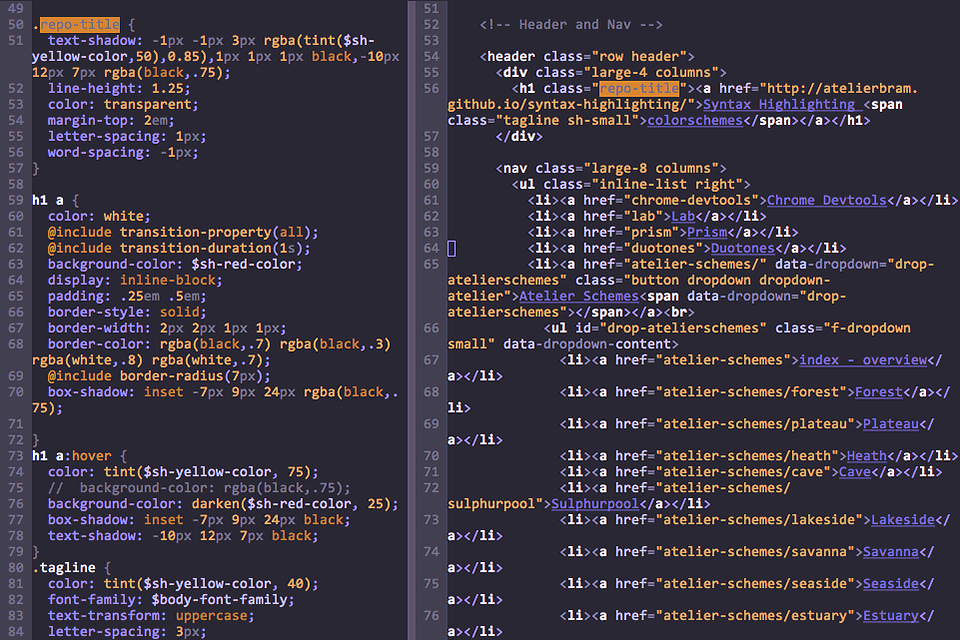 49
50 .repo-title {
51 text-shadow: -1px -1px 3px rgba(tint($sh-
yellow-color,50),0.85),1px 1px 1px black,-10px
12px 7px rgba(black,.75);
52 line-height: 1.25;
53 color: transparent;
54 margin-top: 2em;
55 letter-spacing: 1px;
56 word-spacing: -1px;
57 }
58
59 h1 a {
60 color: white;
61 @include transition-property(all);
62 @include transition-duration(1s);
63 background-color: $sh-red-color;
64 display: inline-block;
65 padding: .25em .5em;
66 border-style: solid;
67 border-width: 2px 2px 1px 1px;
68 border-color: rgba(black,.7) rgba(black,.3)
rgba(white,.8) rgba(white,.7);
69 @include border-radius(7px);
70 box-shadow: inset -7px 9px 24px rgba(black,.
75);
71
72 }
73 h1 a:hover {
74 color: tint($sh-yellow-color, 75);
75 //  background-color: rgba(black,.75);
76 background-color: darken($sh-red-color, 25);
77 box-shadow: inset -7px 9px 24px black;
78 text-shadow: -10px 12px 7px black;
79 }
80 .tagline {
81 color: tint($sh-yellow-color, 40);
82 font-family: $body-font-family;
83 text-transform: uppercase;
84 letter-spacing: 3px;
51
52 <!-- Header and Nav -->
53
54 <header class="row header">
55 <div class="large-4 columns">
56 <h1 class="repo-title"><a href="http://atelierbram.
github.io/syntax-highlighting/">Syntax Highlighting <span
class="tagline sh-small">colorschemes</span></a></h1>
57 </div>
58
59 <nav class="large-8 columns">
60 <ul class="inline-list right">
61 <li><a href="chrome-devtools">Chrome Devtools</a></li>
62 <li><a href="lab">Lab</a></li>
63 <li><a href="prism">Prism</a></li>
64 <li><a href="duotones">Duotones</a></li>
65 <li><a href="atelier-schemes/" data-dropdown="drop-
atelierschemes" class="button dropdown dropdown-
atelier">Atelier Schemes<span data-dropdown="drop-
atelierschemes"></span></a><br>
66 <ul id="drop-atelierschemes" class="f-dropdown
small" data-dropdown-content>
67 <li><a href="atelier-schemes">index - overview</
a></li>
68 <li><a href="atelier-schemes/forest">Forest</a></
li>
69 <li><a href="atelier-schemes/plateau">Plateau</
a></li>
70 <li><a href="atelier-schemes/heath">Heath</a></li>
71 <li><a href="atelier-schemes/cave">Cave</a></li>
72 <li><a href="atelier-schemes/
sulphurpool">Sulphurpool</a></li>
73 <li><a href="atelier-schemes/lakeside">Lakeside</
a></li>
74 <li><a href="atelier-schemes/savanna">Savanna</
a></li>
75 <li><a href="atelier-schemes/seaside">Seaside</
a></li>
76 <li><a href="atelier-schemes/estuary">Estuary</
a></li>